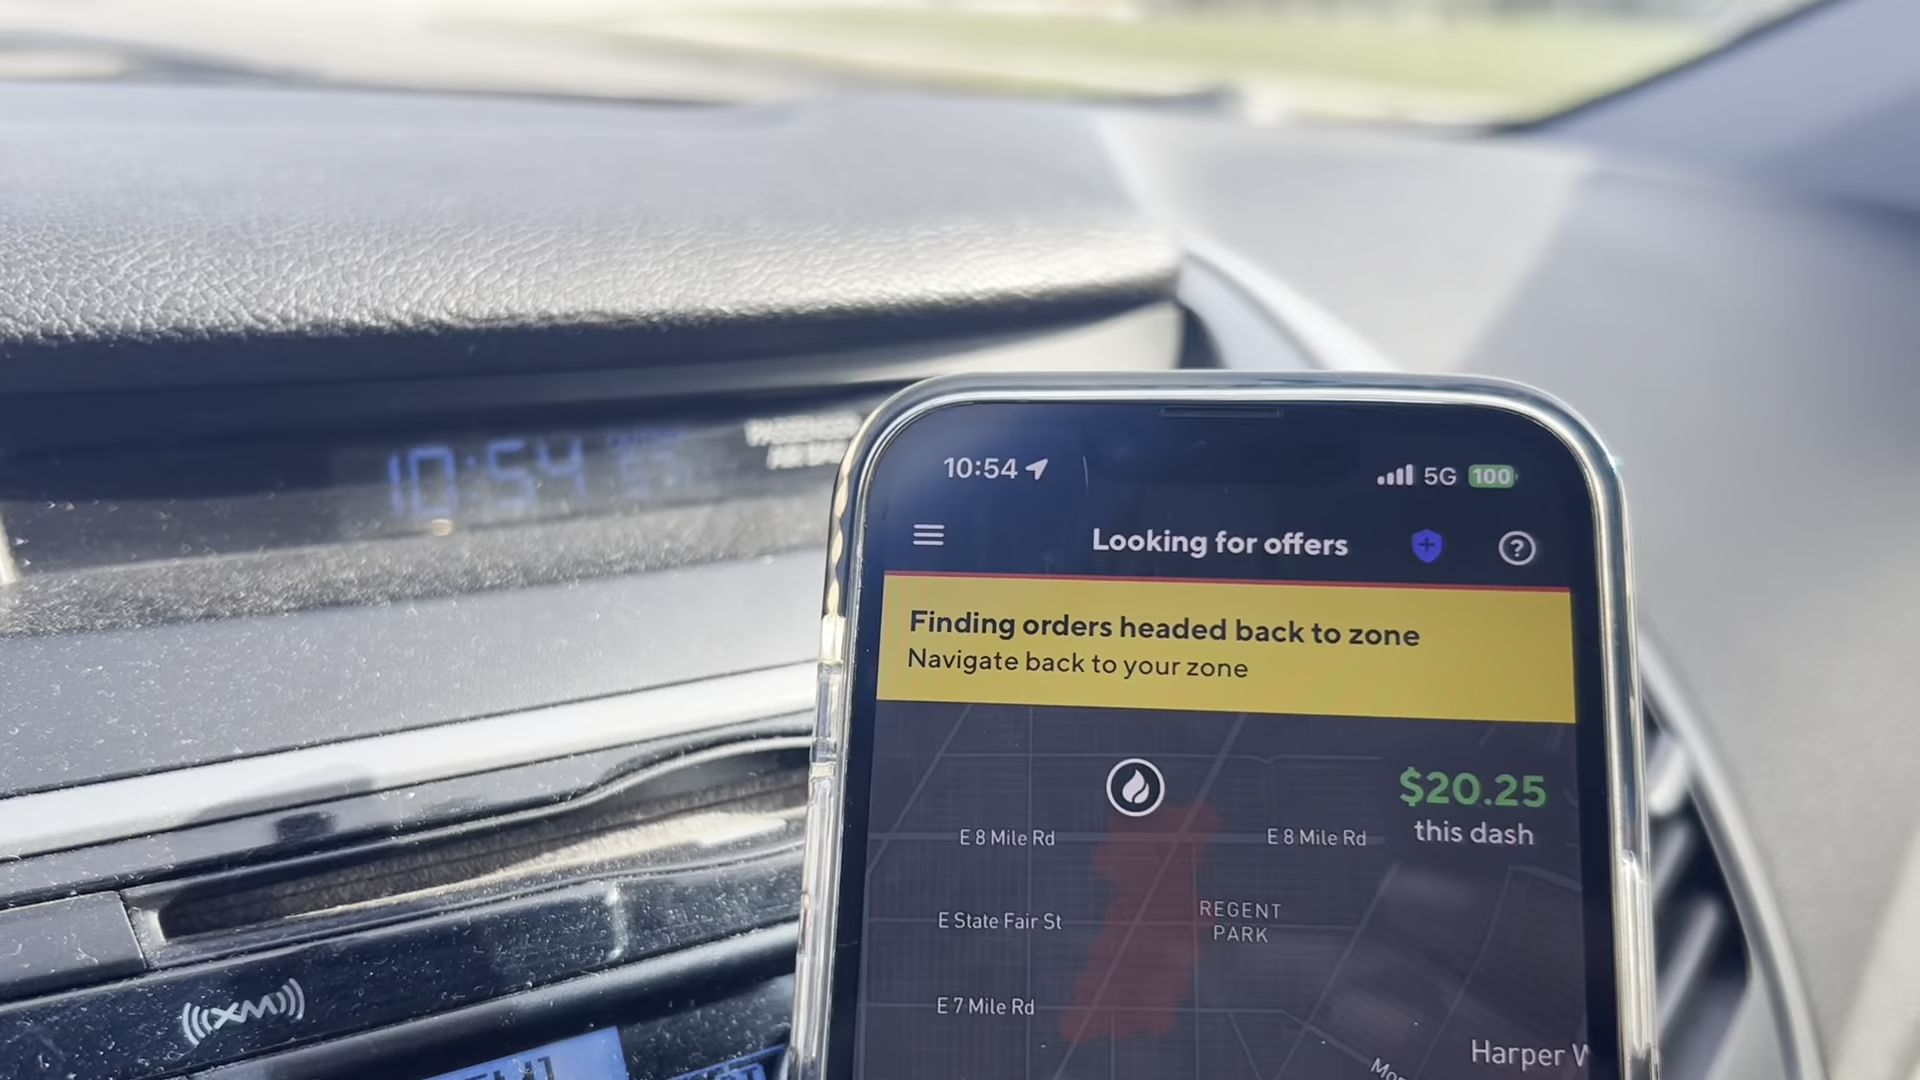 10:54
10:54
5G 100
Looking for offers
Finding orders headed back to zone
Navigate back to your zone
$20.25
this dash
E 8 Mile Rd
E 8 Mile Rd
E State Fair St
REGENT
PARK
E 7 Mile Rd
Harper W
XM